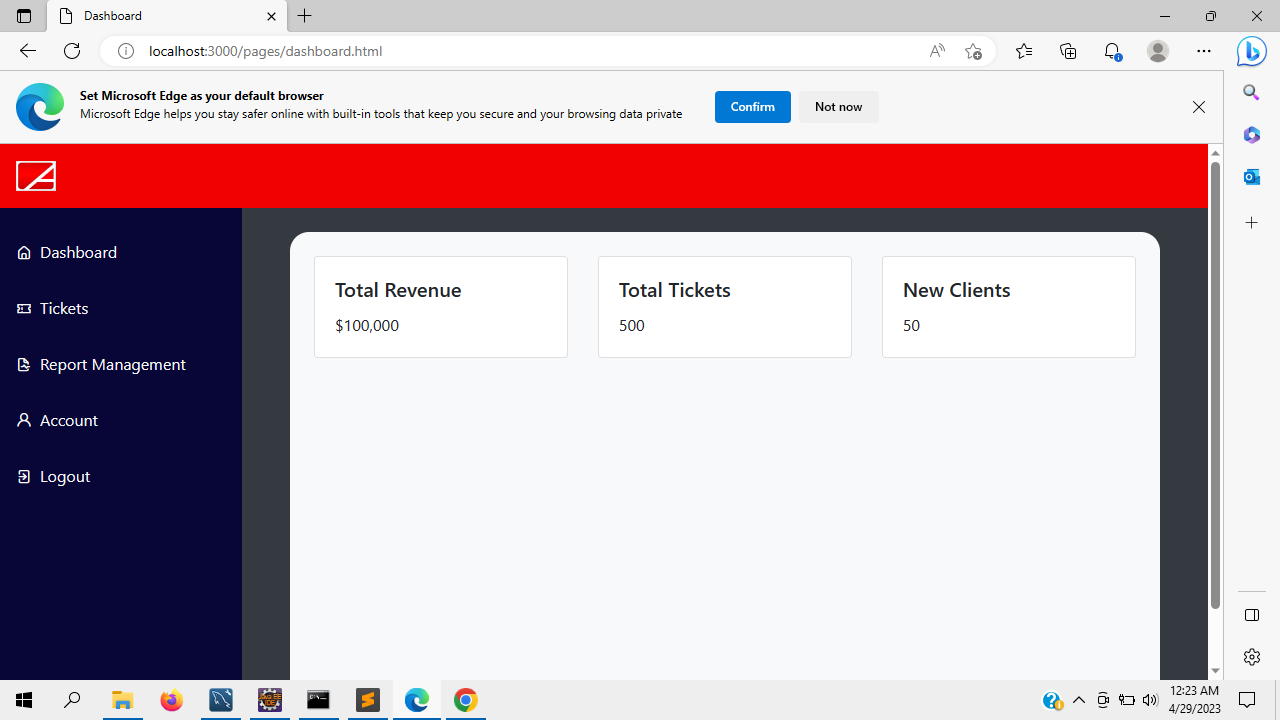 Dashboard
localhost:3000/pages/dashboard.html
Set Microsoft Edge as your default browser
Microsoft Edge helps you stay safer online with built-in tools that keep you secure and your browsing data private
Confirm
Not now
Dashboard
Tickets
Report Management
Account
Logout
Total Revenue
$100,000
Total Tickets
500
New Clients
50
12:23 AM
4/29/2023